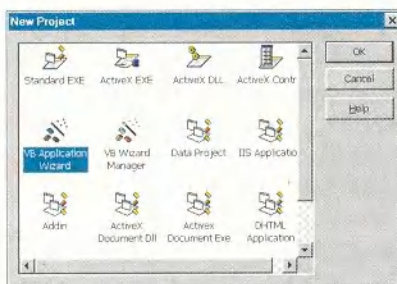 New Project
Standard EXE
ActiveX EXE
ActiveX DLL
ActiveX Contr
OK
Cancel
Help
VB Application
Wizard
VB Wizard
Manager
Data Project
IIS Applicatio
Addin
ActiveX
Document Dll
Activex
Document Exe
DHTML
Application